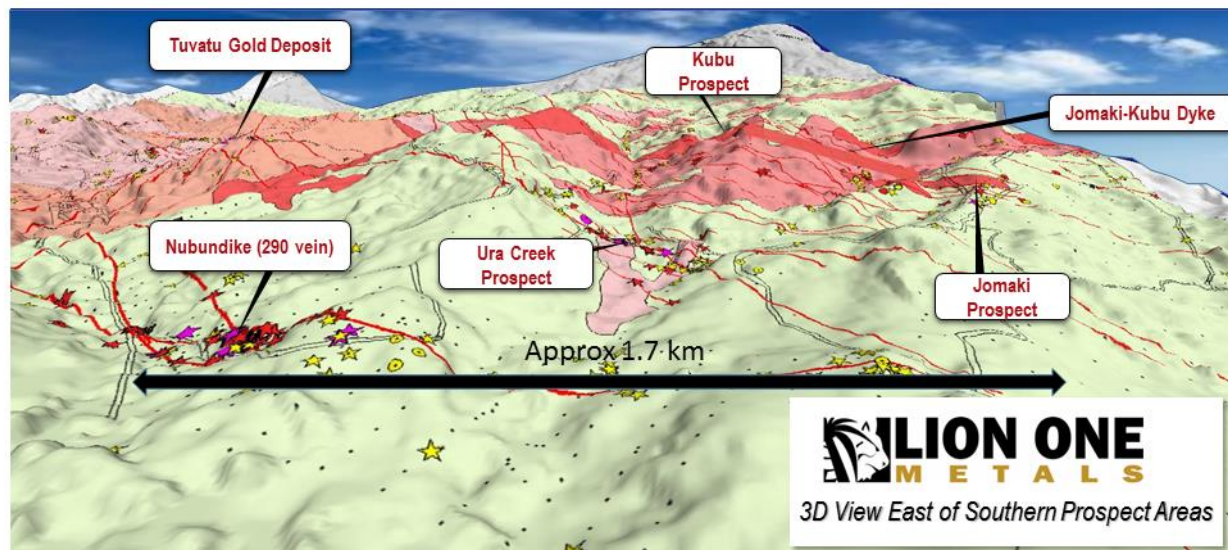 Tuvatu Gold Deposit
Kubu
Prospect
Jomaki-Kubu Dyke
Nubundike (290 vein)
Ura Creek
Prospect
Jomaki
Prospect
Approx 1.7 km
LION ONE
METALS
3D View East of Southern Prospect Areas